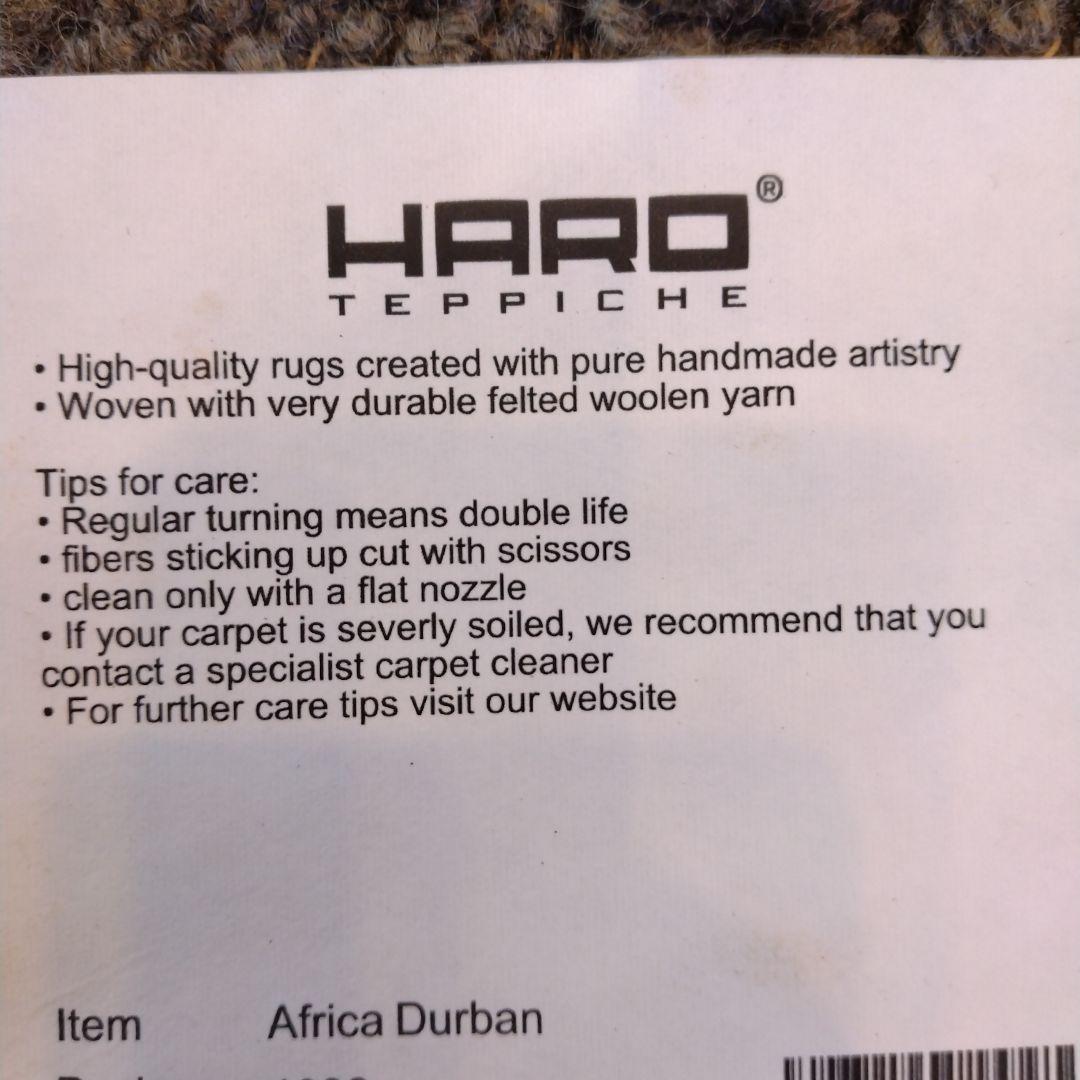 HARO®
TEPPICHE
• High-quality rugs created with pure handmade artistry
• Woven with very durable felted woolen yarn
Tips for care:
• Regular turning means double life
• fibers sticking up cut with scissors
• clean only with a flat nozzle
• If your carpet is severly soiled, we recommend that you
contact a specialist carpet cleaner
• For further care tips visit our website
Item Africa Durban